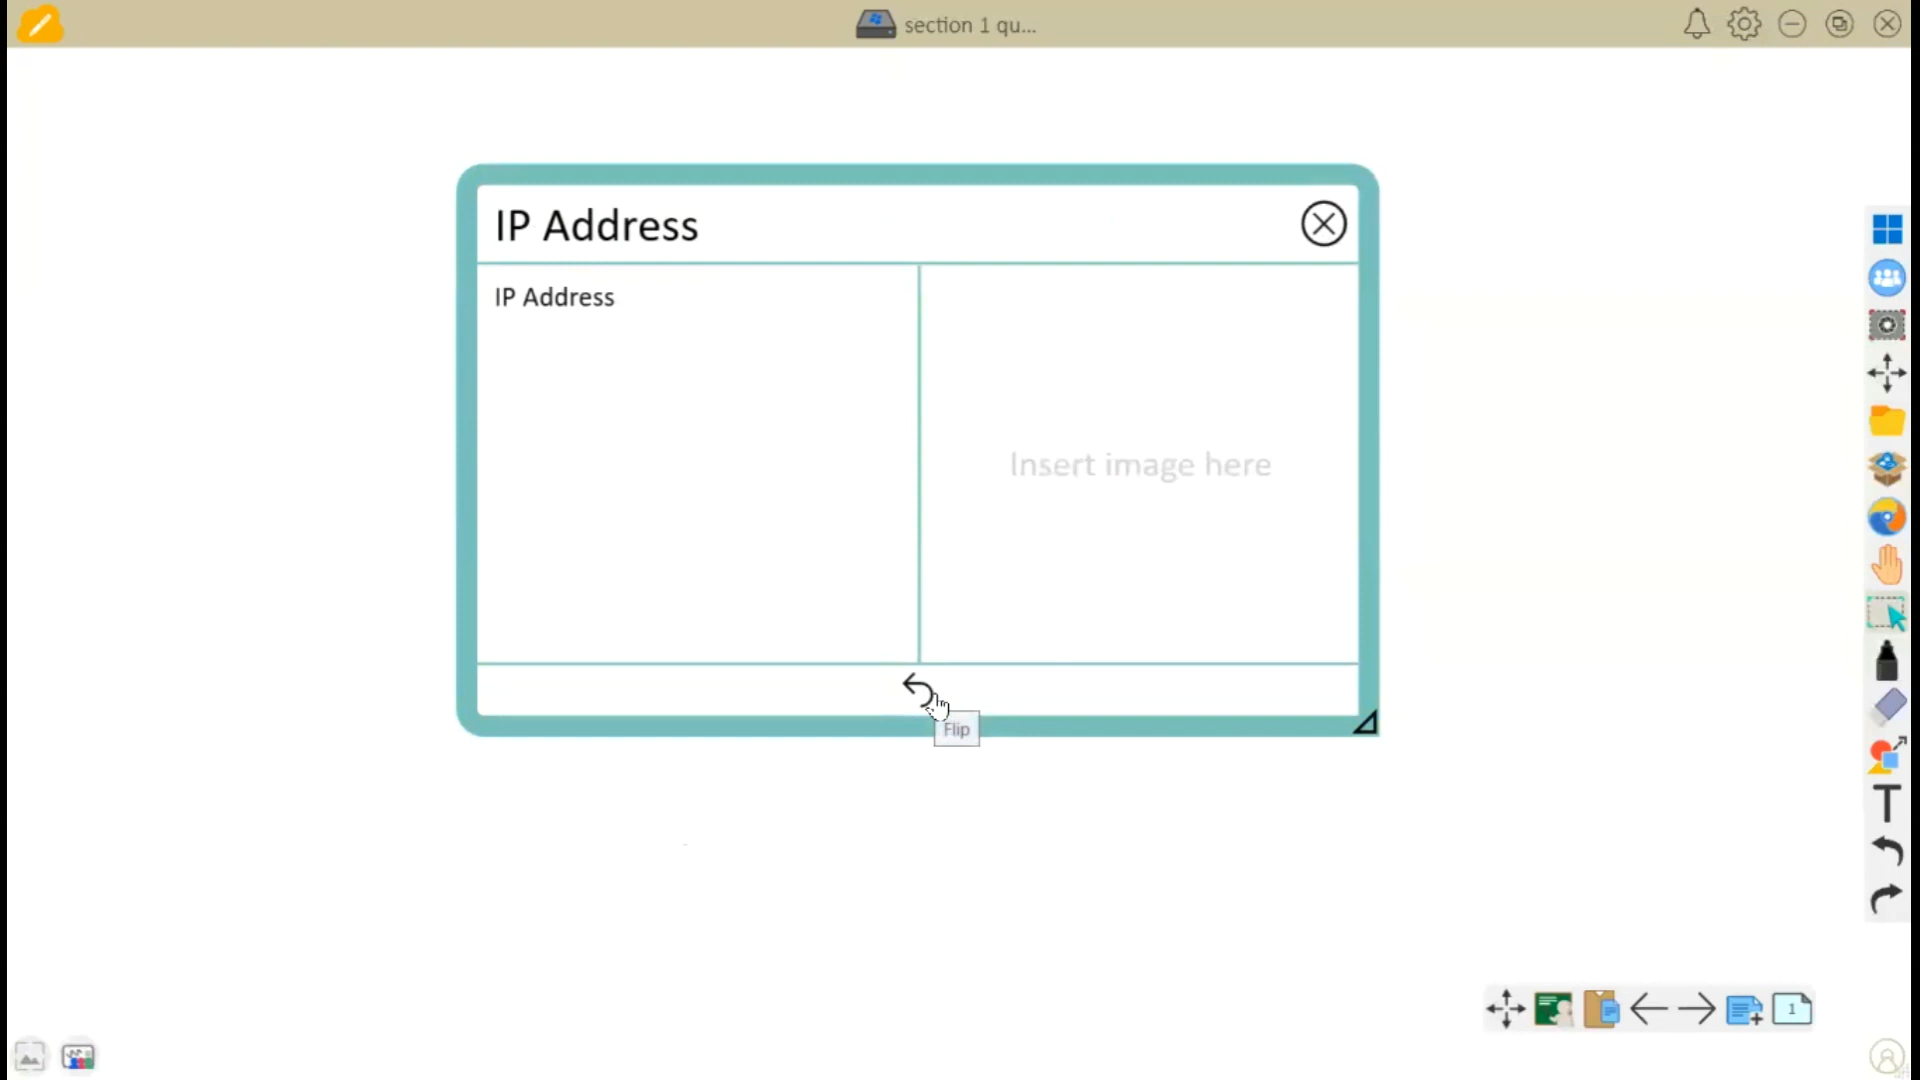 section 1 qu...
IP Address
IP Address
Insert image here
Flip
T
1